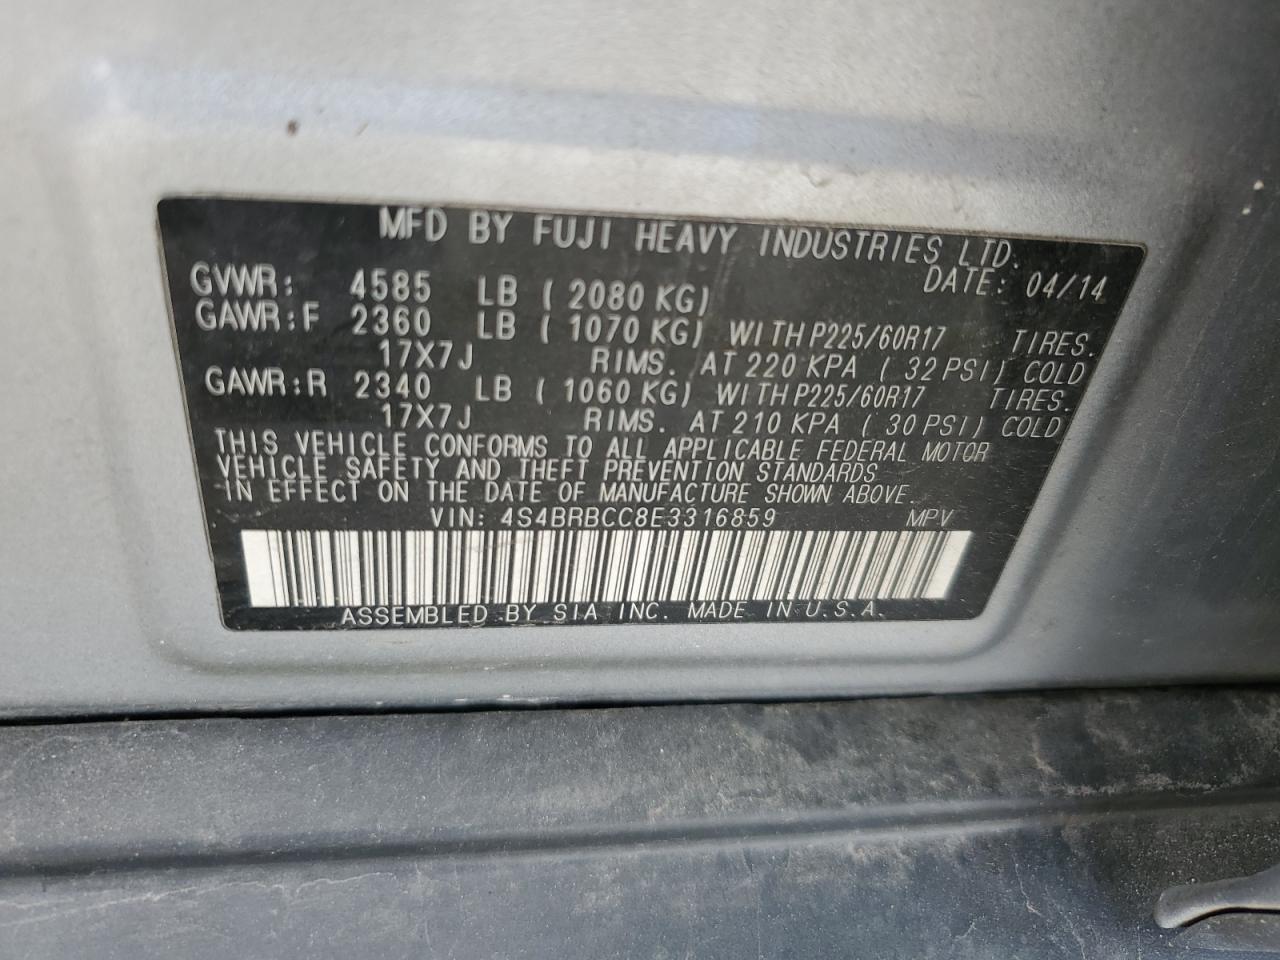 MFD BY FUJI HEAVY INDUSTRIES LTD.
DATE: 04/14
GVWR: 4585 LB ( 2080 KG)
GAWR:F 2360 LB ( 1070 KG) WITH P225/60R17 TIRES.
17X7J RIMS. AT 220 KPA ( 32 PSI) COLD
GAWR:R 2340 LB ( 1060 KG) WITH P225/60R17 TIRES.
17X7J RIMS. AT 210 KPA ( 30 PSI) COLD
THIS VEHICLE CONFORMS TO ALL APPLICABLE FEDERAL MOTOR
VEHICLE SAFETY AND THEFT PREVENTION STANDARDS
IN EFFECT ON THE DATE OF MANUFACTURE SHOWN ABOVE.
VIN: 4S4BRBCC8E3316859 MPV
ASSEMBLED BY SIA INC. MADE IN U.S.A.